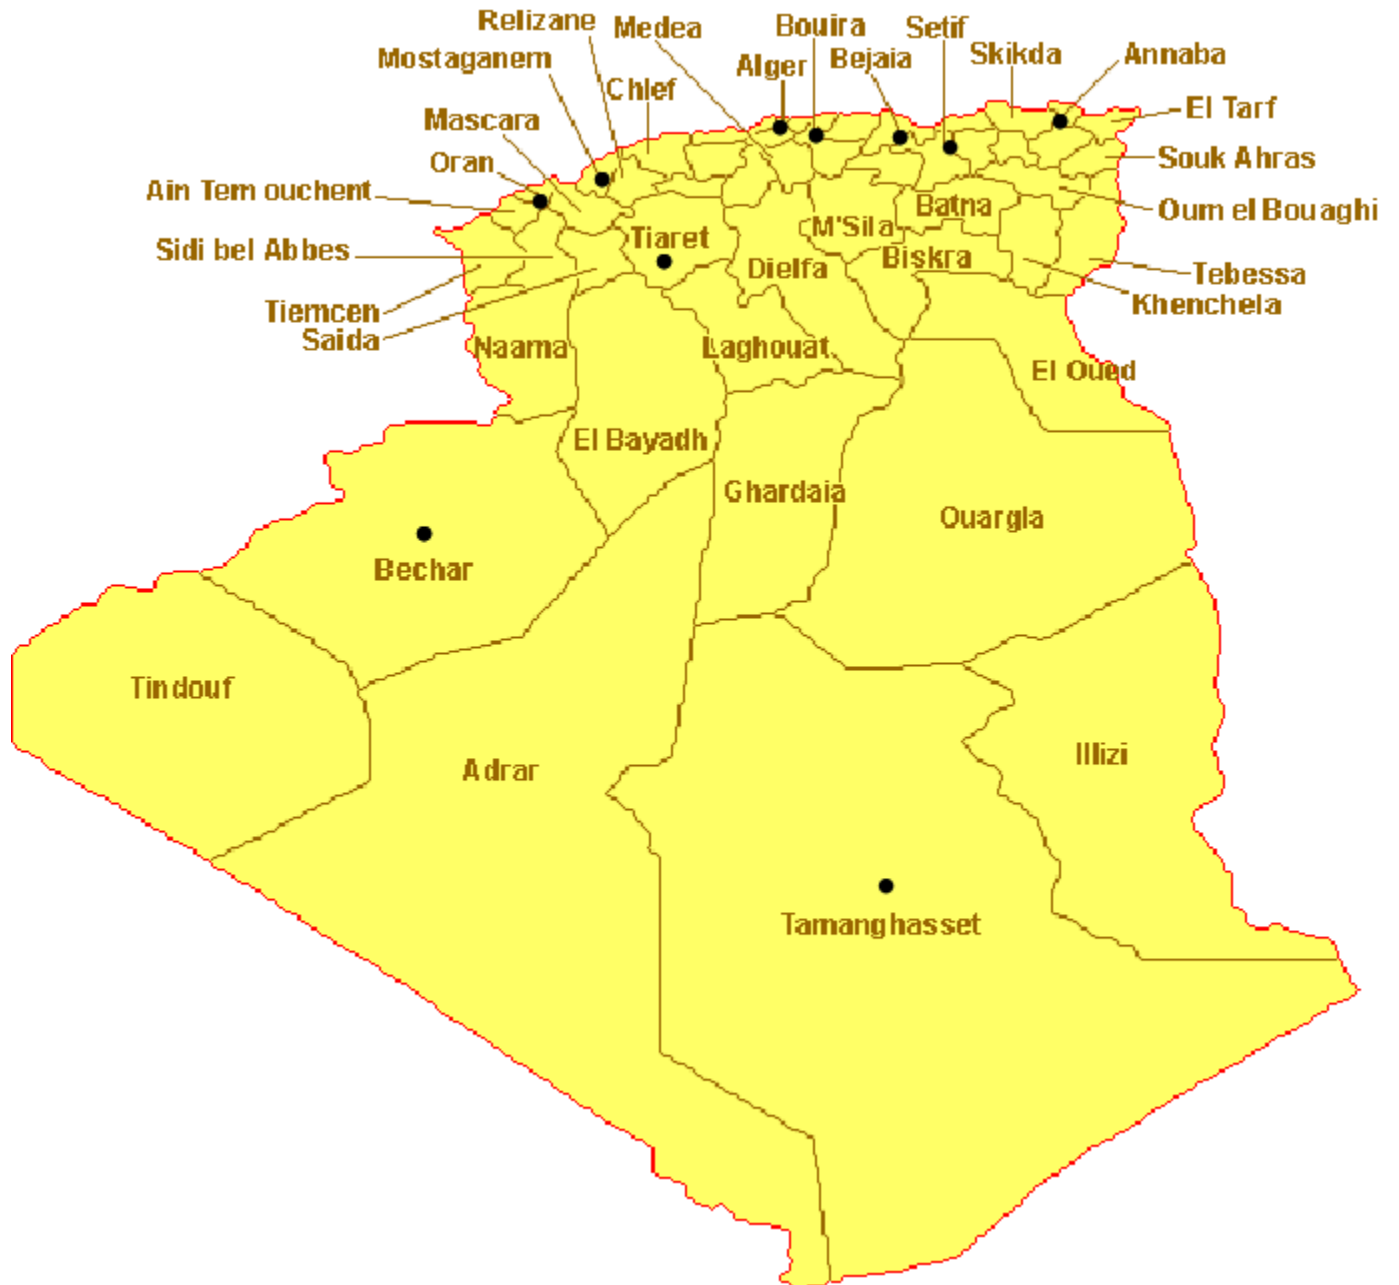 Relizane
Medea
Bouira
Setif
Mostaganem
Alger
Bejaia
Skikda
Annaba
Chlef
El Tarf
Mascara
Oran
Souk Ahras
Ain Tem ouchent
Oum el Bouaghi
Batna
M'Sila
Tiaret
Sidi bel Abbes
Dielfa
Biskra
Tebessa
Khenchela
Tiemcen
Saida
Naama
Laghouat
El Oued
El Bayadh
Ghardaia
Ouargla
Bechar
Tindouf
Adrar
Illizi
Tamanghasset